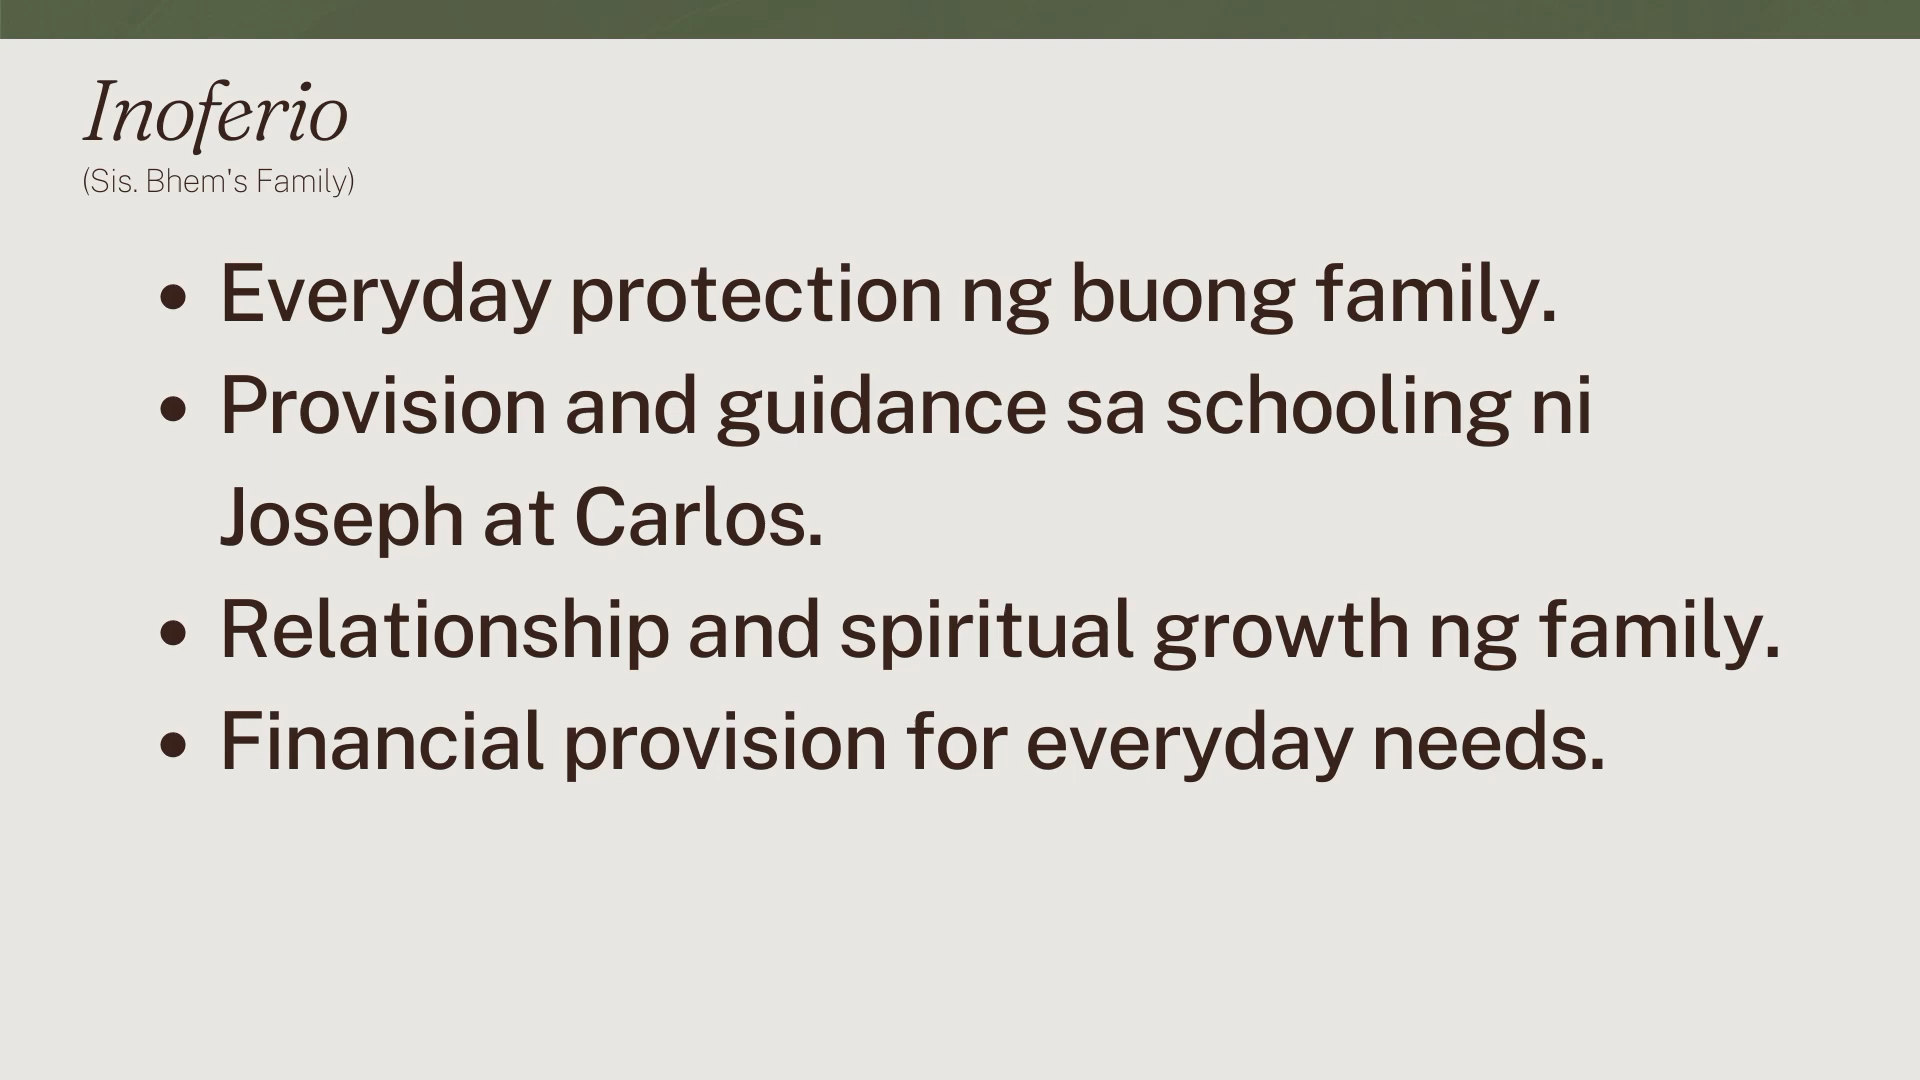 Inoferio
(Sis. Bhem's Family)
• Everyday protection ng buong family.
• Provision and guidance sa schooling ni
Joseph at Carlos.
• Relationship and spiritual growth ng family.
• Financial provision for everyday needs.